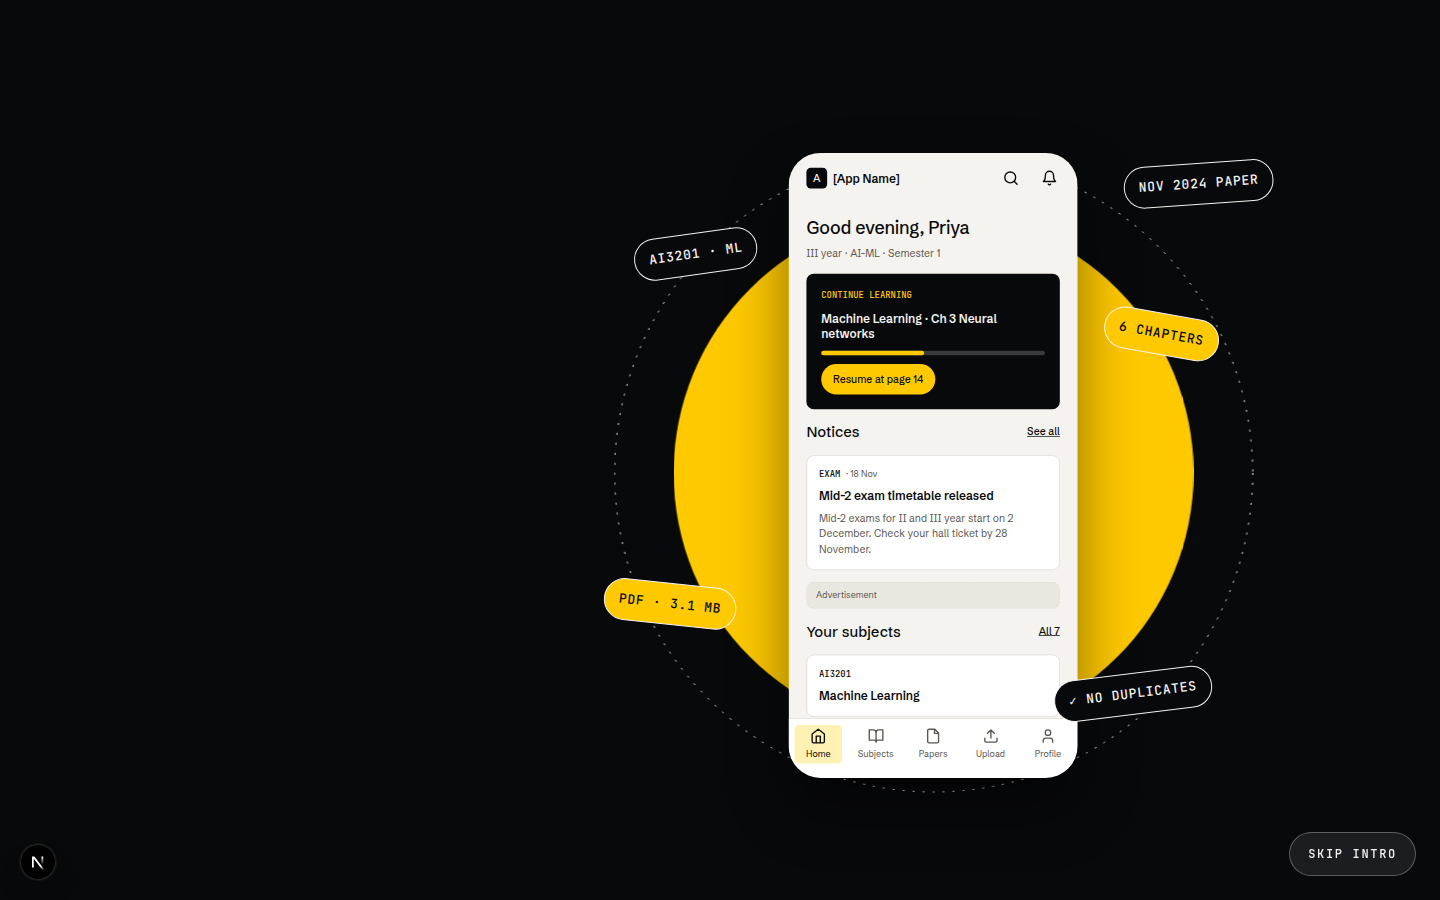 NOV 2024 PAPER
AI3201 · ML
6 CHAPTERS
PDF · 3.1 MB
✓ NO DUPLICATES
A [App Name]
Good evening, Priya
III year · AI-ML · Semester 1
CONTINUE LEARNING
Machine Learning · Ch 3 Neural
networks
Resume at page 14
Notices See all
EXAM · 18 Nov
Mid-2 exam timetable released
Mid-2 exams for II and III year start on 2
December. Check your hall ticket by 28
November.
Advertisement
Your subjects All 7
AI3201
Machine Learning
Home Subjects Papers Upload Profile
N
SKIP INTRO